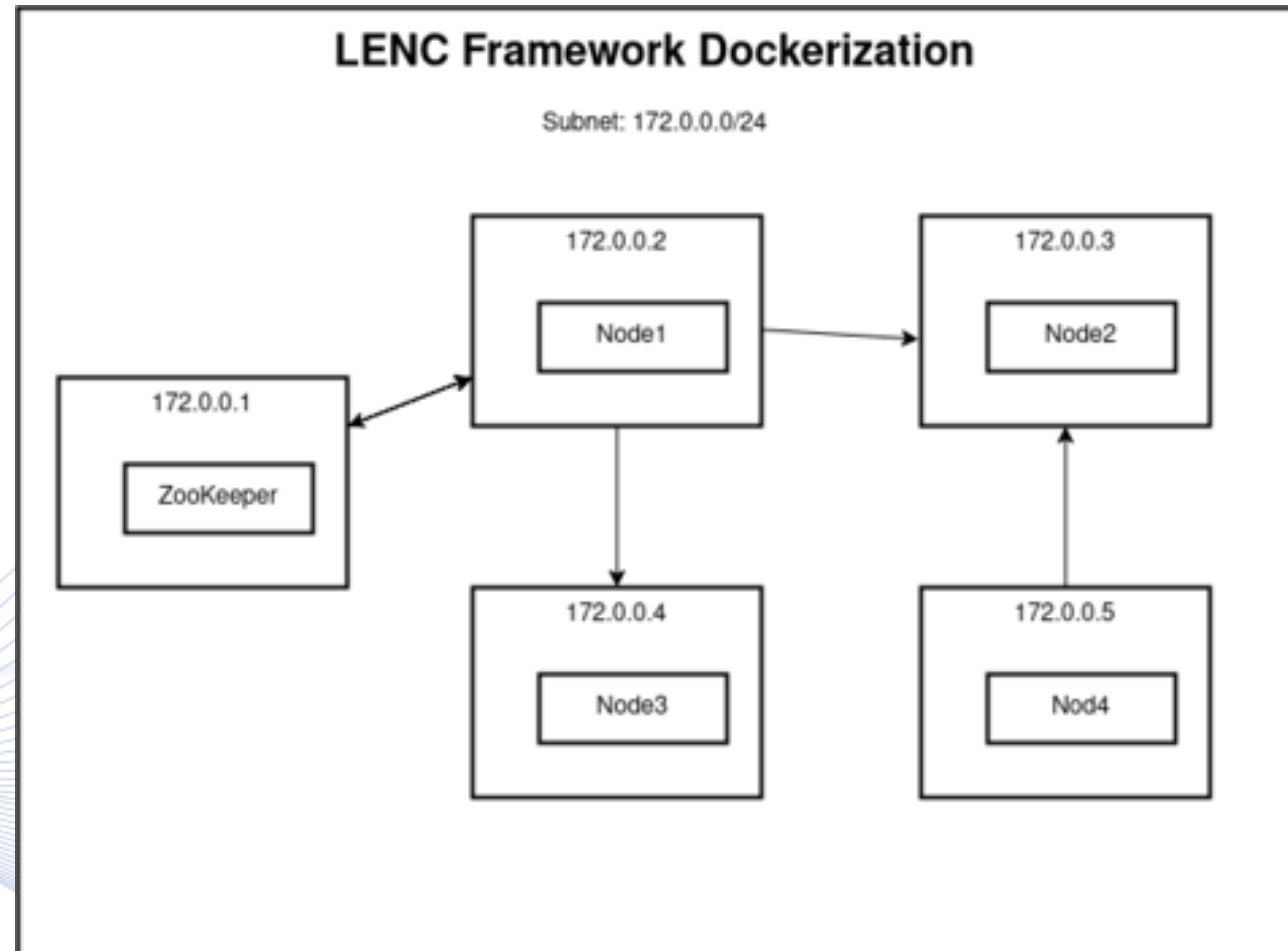 LENC Framework Dockerization
Subnet: 172.0.0.0/24
172.0.0.2
Node1
172.0.0.3
Node2
172.0.0.1
ZooKeeper
172.0.0.4
Node3
172.0.0.5
Nod4